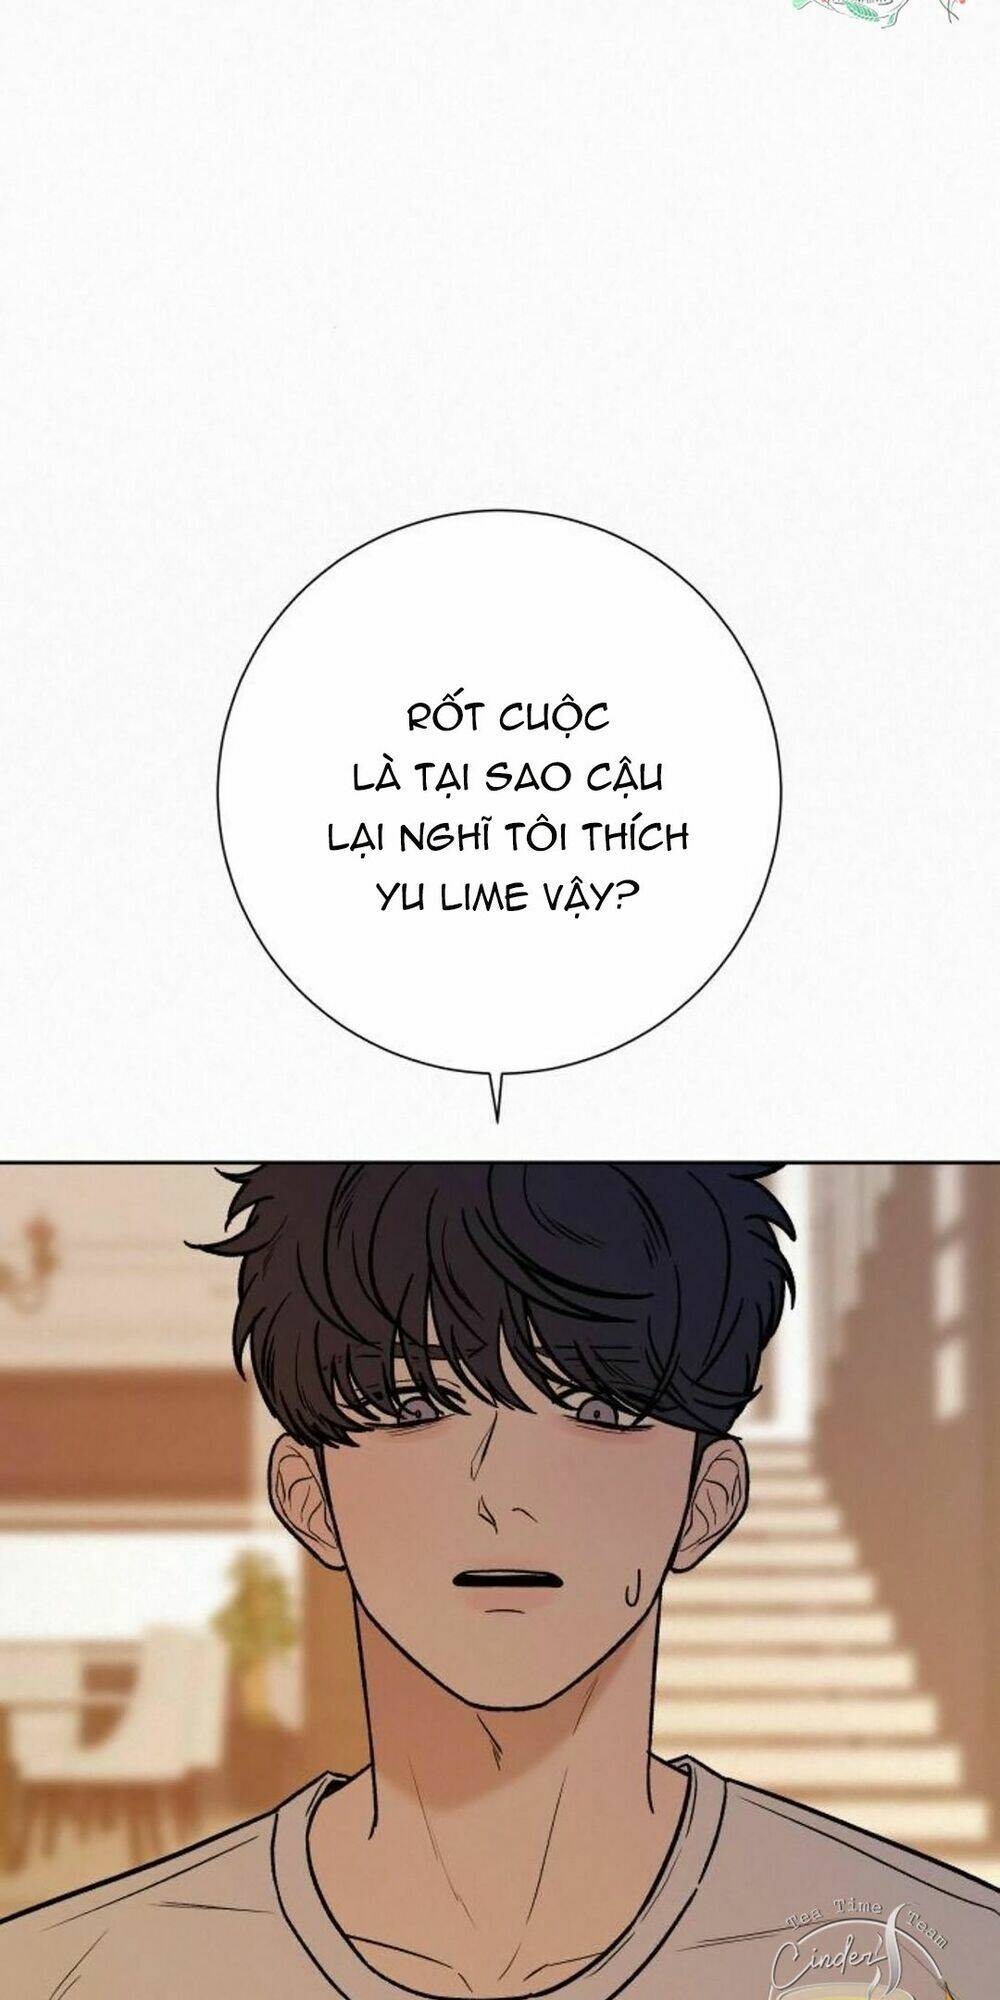 RỐT CUỘC
LÀ TẠI SAO CẬU
LẠI NGHĨ TÔI THÍCH
YU LIME VẬY?
Tea Time Team
Cinder